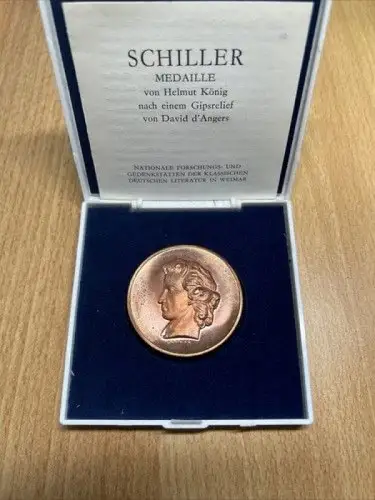 SCHILLER
MEDAILLE
von Helmut König
nach einem Gipsrelief
von David d'Angers
NATIONALE FORSCHUNGS- UND
GEDENKSTÄTTEN DER KLASSISCHEN
DEUTSCHEN LITERATUR IN WEIMAR